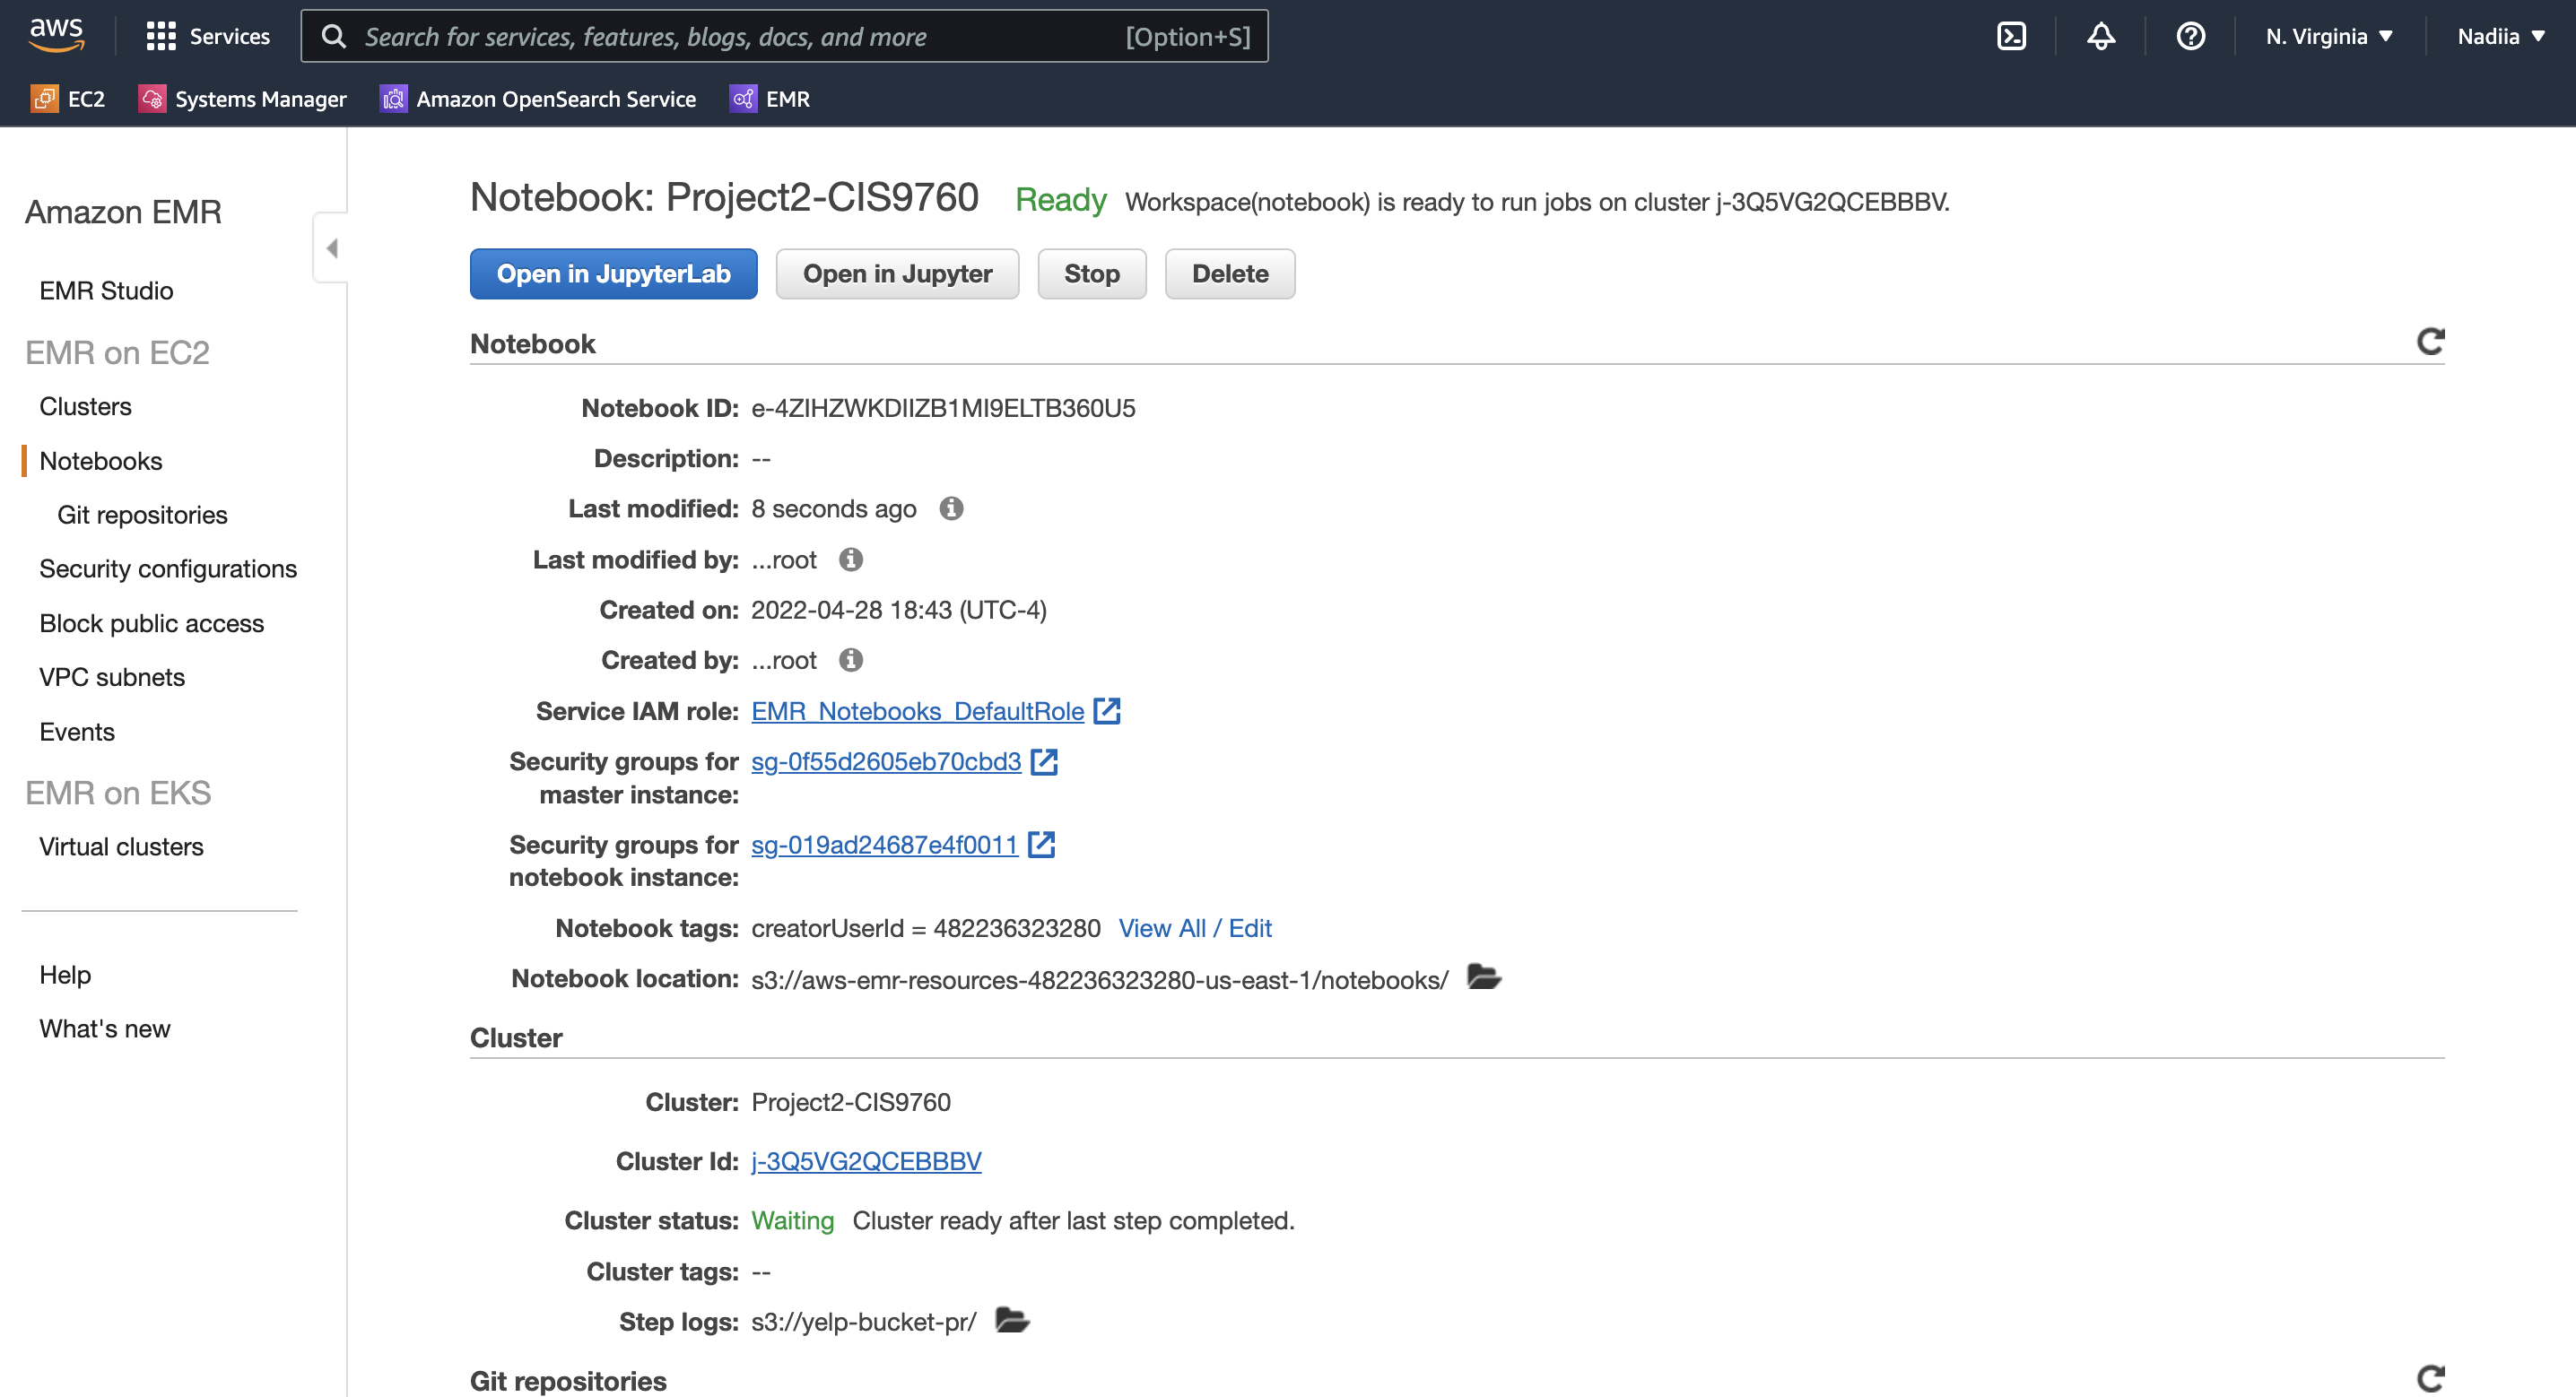 aws
Services
Search for services, features, blogs, docs, and more
[Option+S]
N. Virginia
Nadiia
EC2
Systems Manager
Amazon OpenSearch Service
EMR
Amazon EMR
EMR Studio
EMR on EC2
Clusters
Notebooks
Git repositories
Security configurations
Block public access
VPC subnets
Events
EMR on EKS
Virtual clusters
Help
What's new
Notebook: Project2-CIS9760 Ready Workspace(notebook) is ready to run jobs on cluster j-3Q5VG2QCEBBBV.
Open in JupyterLab
Open in Jupyter
Stop
Delete
Notebook
Notebook ID: e-4ZIHZWKDIIZB1MI9ELTB360U5
Description: --
Last modified: 8 seconds ago
Last modified by: ...root
Created on: 2022-04-28 18:43 (UTC-4)
Created by: ...root
Service IAM role: EMR_Notebooks_DefaultRole
Security groups for sg-0f55d2605eb70cbd3
master instance:
Security groups for sg-019ad24687e4f0011
notebook instance:
Notebook tags: creatorUserId = 482236323280 View All / Edit
Notebook location: s3://aws-emr-resources-482236323280-us-east-1/notebooks/
Cluster
Cluster: Project2-CIS9760
Cluster Id: j-3Q5VG2QCEBBBV
Cluster status: Waiting Cluster ready after last step completed.
Cluster tags: --
Step logs: s3://yelp-bucket-pr/
Git repositories